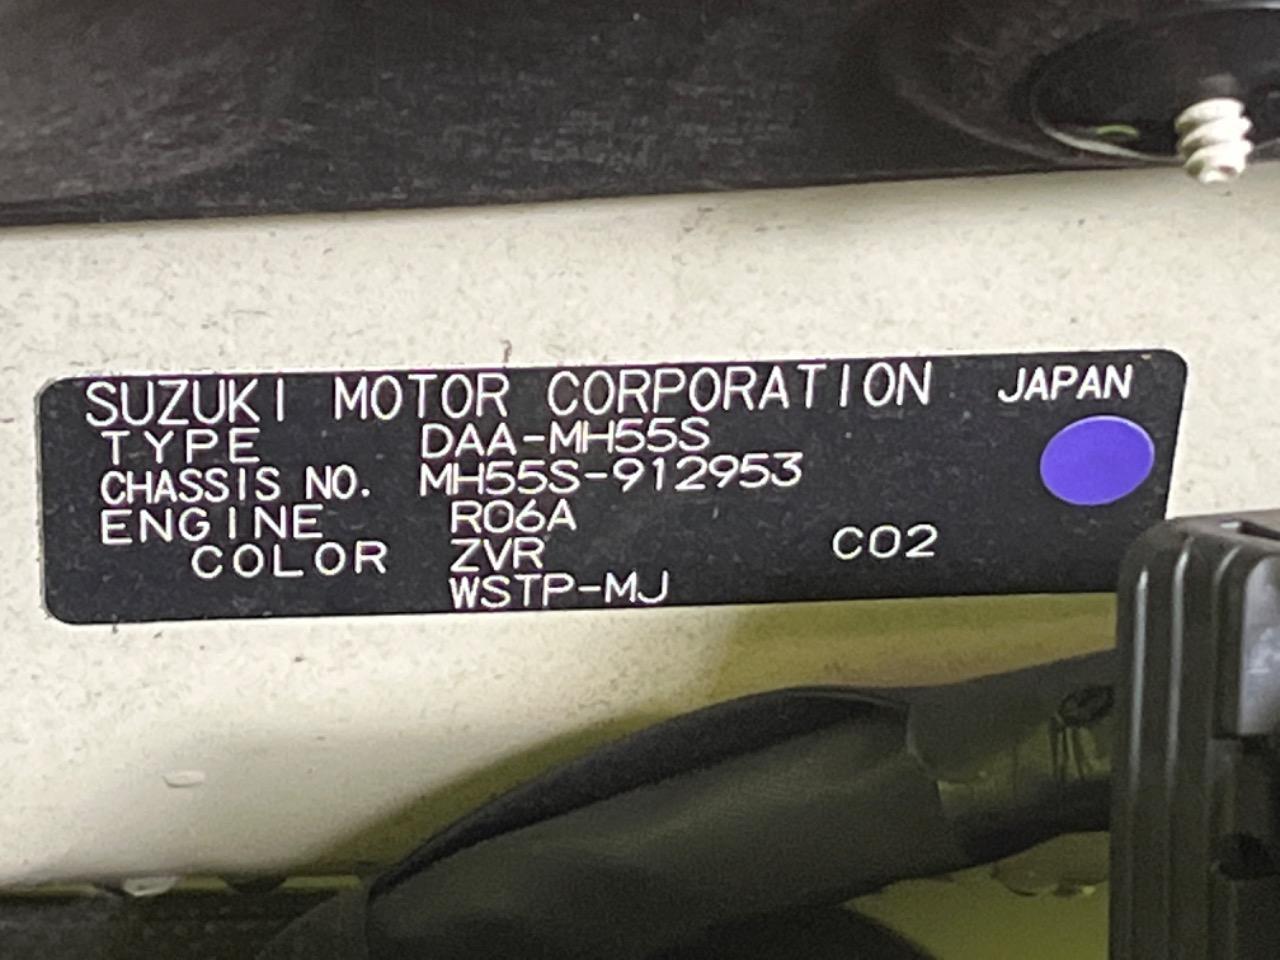 SUZUKI MOTOR CORPORATION JAPAN
TYPE DAA-MH55S
CHASSIS NO. MH55S-912953
ENGINE R06A
COLOR ZVR C02
WSTP-MJ